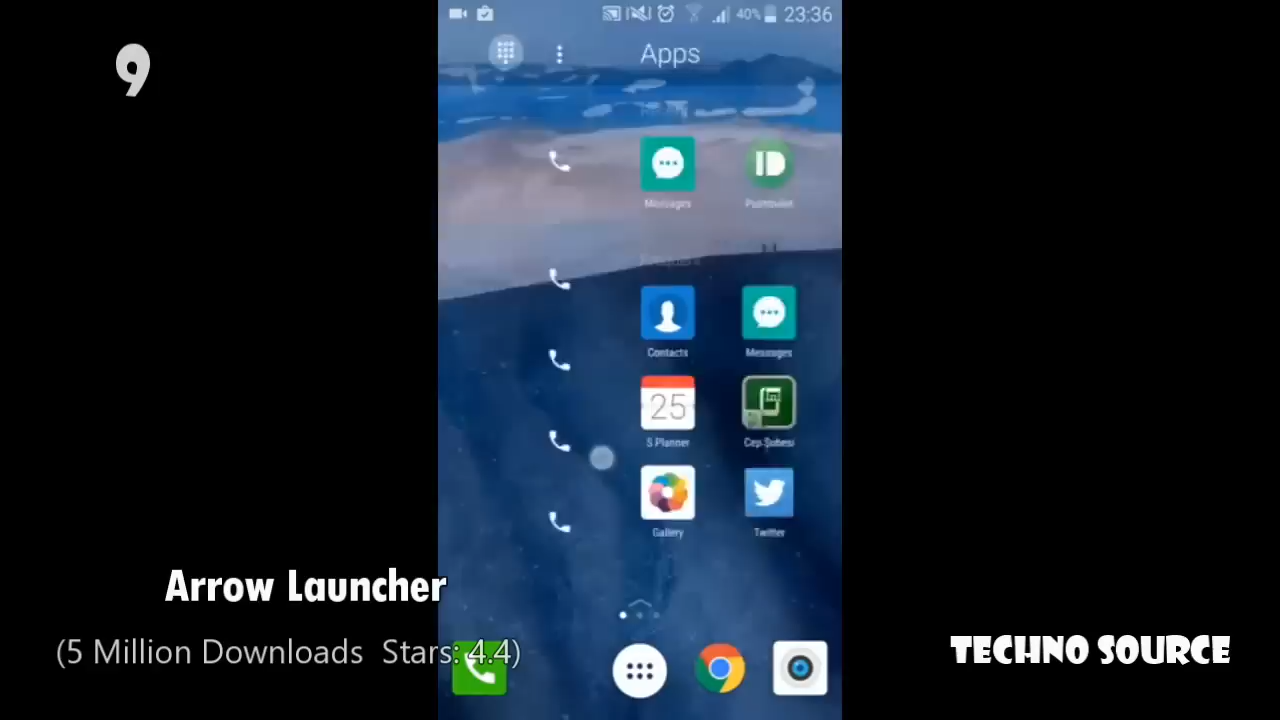 9
40% 23:36
Apps
Messages Pushbullet
Contacts Messages
25
S Planner Cep Şubesi
Gallery Twitter
Arrow Launcher
(5 Million Downloads Stars: 4.4)
TECHNO SOURCE